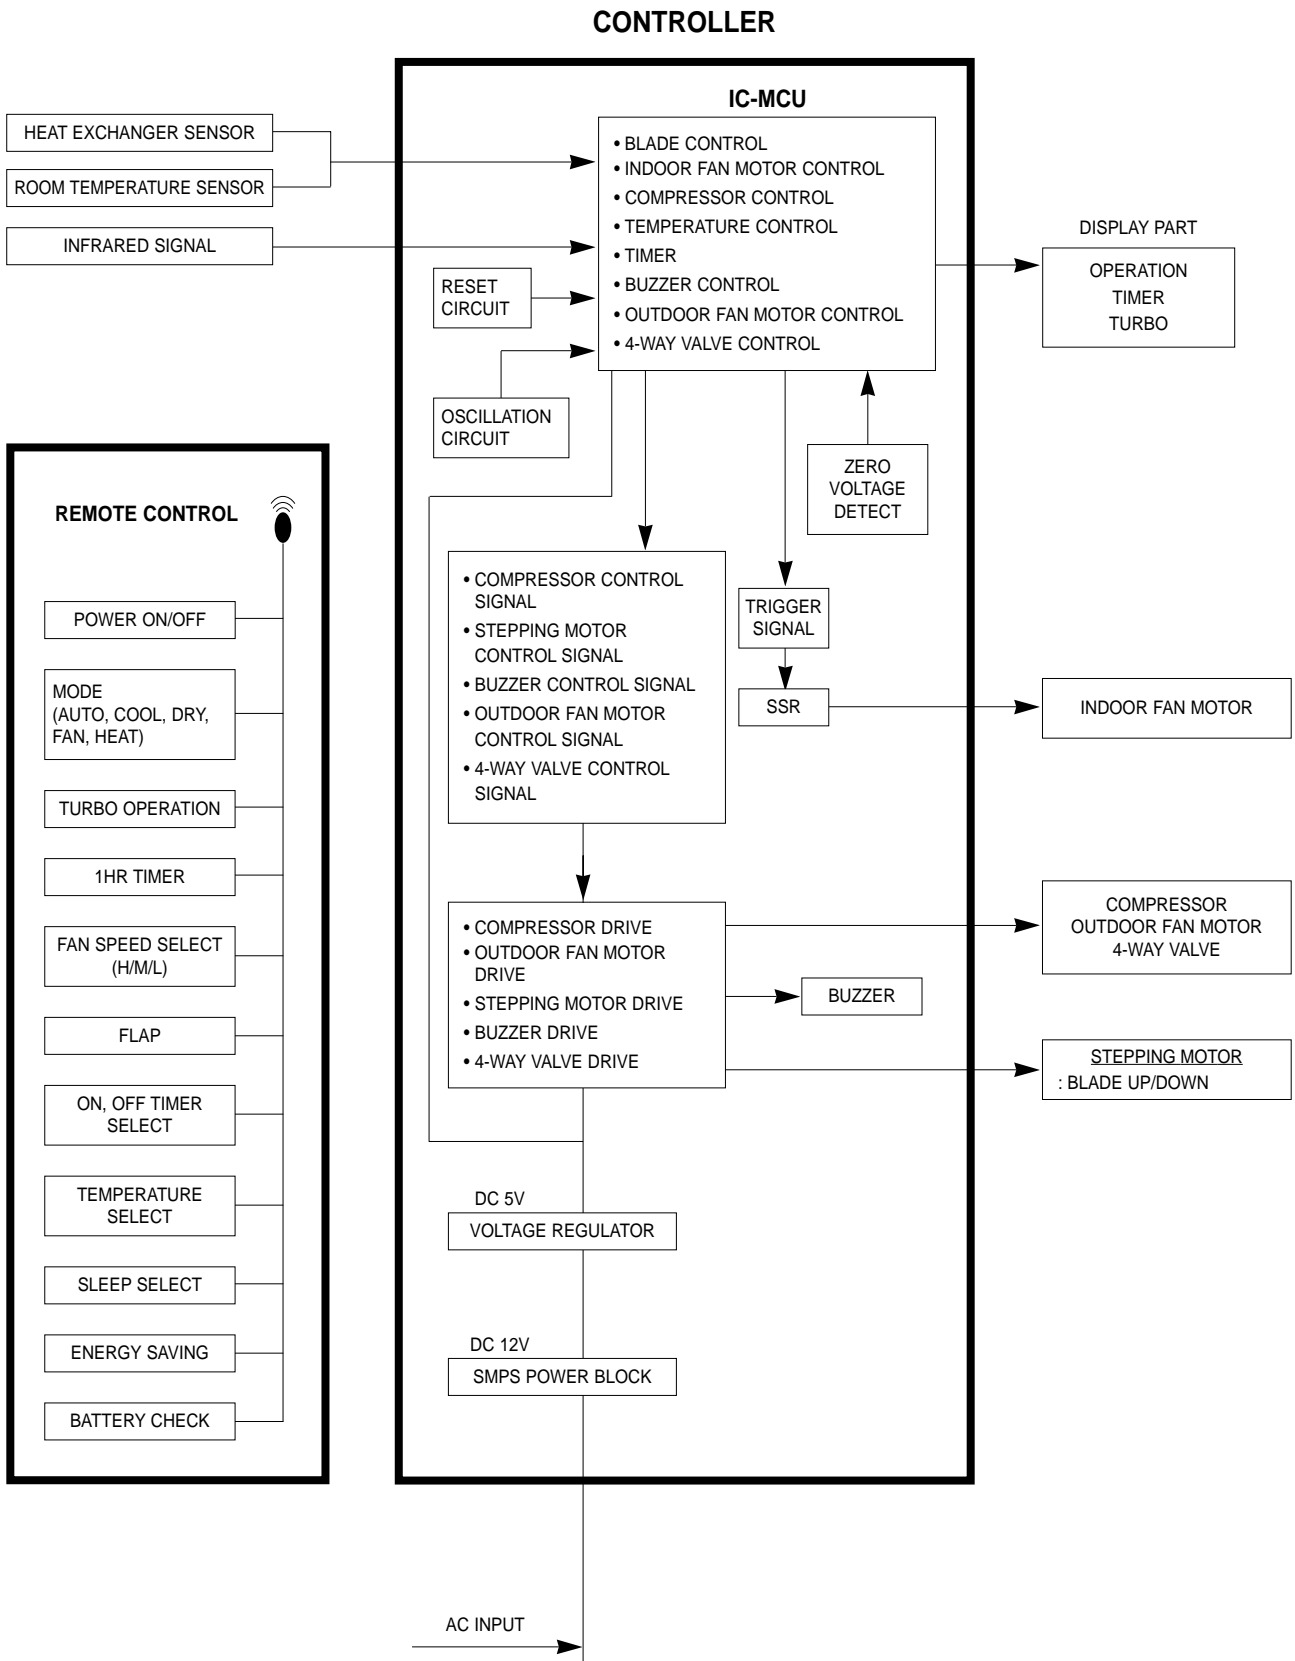 CONTROLLER
IC-MCU
HEAT EXCHANGER SENSOR
ROOM TEMPERATURE SENSOR
INFRARED SIGNAL
• BLADE CONTROL
• INDOOR FAN MOTOR CONTROL
• COMPRESSOR CONTROL
• TEMPERATURE CONTROL
• TIMER
• BUZZER CONTROL
• OUTDOOR FAN MOTOR CONTROL
• 4-WAY VALVE CONTROL
RESET
CIRCUIT
OSCILLATION
CIRCUIT
DISPLAY PART
OPERATION
TIMER
TURBO
ZERO
VOLTAGE
DETECT
REMOTE CONTROL
POWER ON/OFF
MODE
(AUTO, COOL, DRY,
FAN, HEAT)
TURBO OPERATION
1HR TIMER
FAN SPEED SELECT
(H/M/L)
FLAP
ON, OFF TIMER
SELECT
TEMPERATURE
SELECT
SLEEP SELECT
ENERGY SAVING
BATTERY CHECK
• COMPRESSOR CONTROL
SIGNAL
• STEPPING MOTOR
CONTROL SIGNAL
• BUZZER CONTROL SIGNAL
• OUTDOOR FAN MOTOR
CONTROL SIGNAL
• 4-WAY VALVE CONTROL
SIGNAL
TRIGGER
SIGNAL
SSR
INDOOR FAN MOTOR
• COMPRESSOR DRIVE
• OUTDOOR FAN MOTOR
DRIVE
• STEPPING MOTOR DRIVE
• BUZZER DRIVE
• 4-WAY VALVE DRIVE
COMPRESSOR
OUTDOOR FAN MOTOR
4-WAY VALVE
BUZZER
STEPPING MOTOR
: BLADE UP/DOWN
DC 5V
VOLTAGE REGULATOR
DC 12V
SMPS POWER BLOCK
AC INPUT